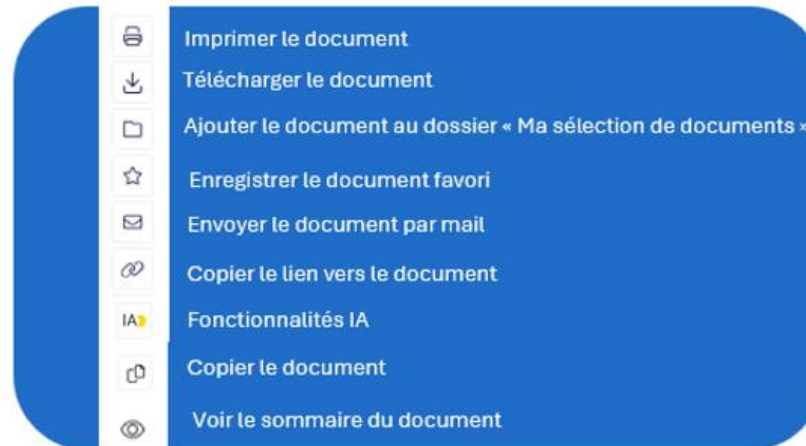 Imprimer le document
Télécharger le document
Ajouter le document au dossier « Ma sélection de documents »
Enregistrer le document favori
Envoyer le document par mail
Copier le lien vers le document
IA Fonctionnalités IA
Copier le document
Voir le sommaire du document